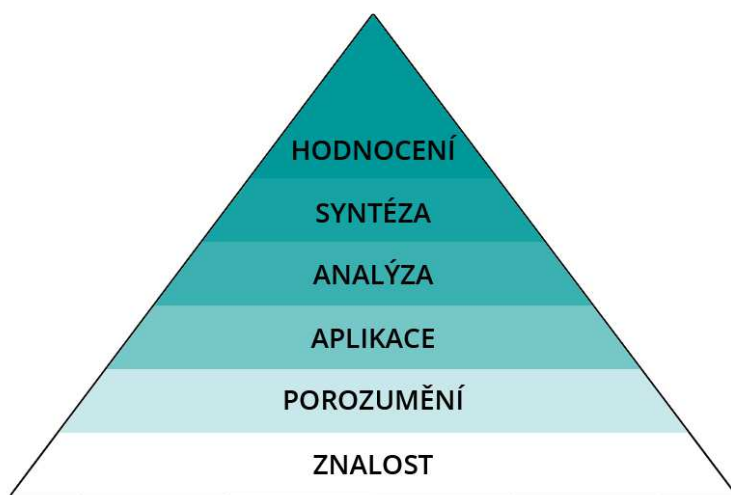 HODNOCENÍ
SYNTÉZA
ANALÝZA
APLIKACE
POROZUMĚNÍ
ZNALOST